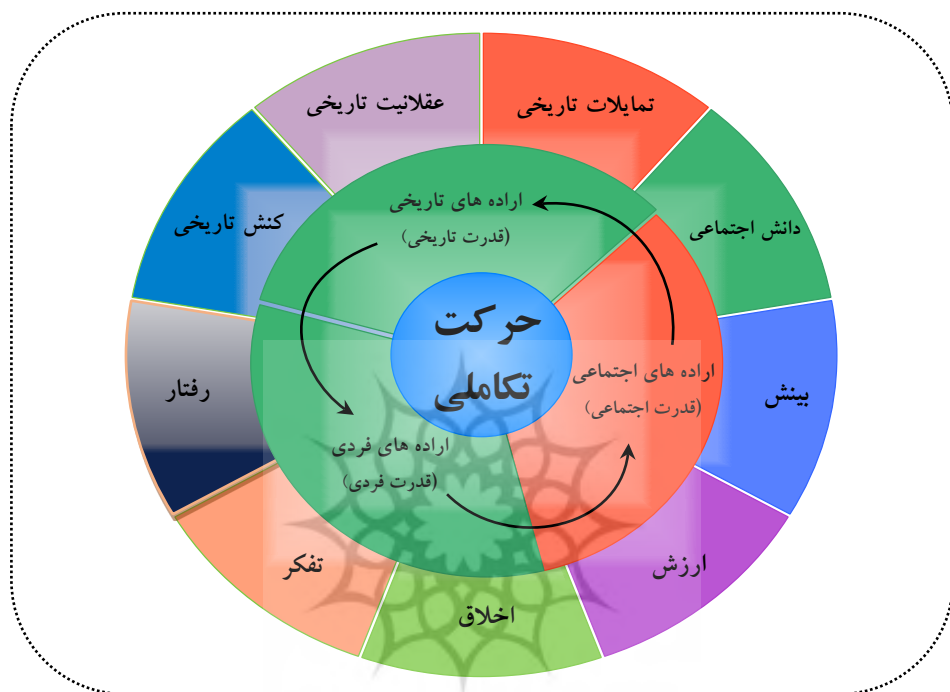 تمایلات تاریخی
عقلانیت تاریخی
دانش اجتماعی
کنش تاریخی
بینش
رفتار
ارزش
تفکر
اخلاق
اراده های تاریخی
(قدرت تاریخی)
اراده های اجتماعی
(قدرت اجتماعی)
اراده های فردی
(قدرت فردی)
حرکت
تکاملی